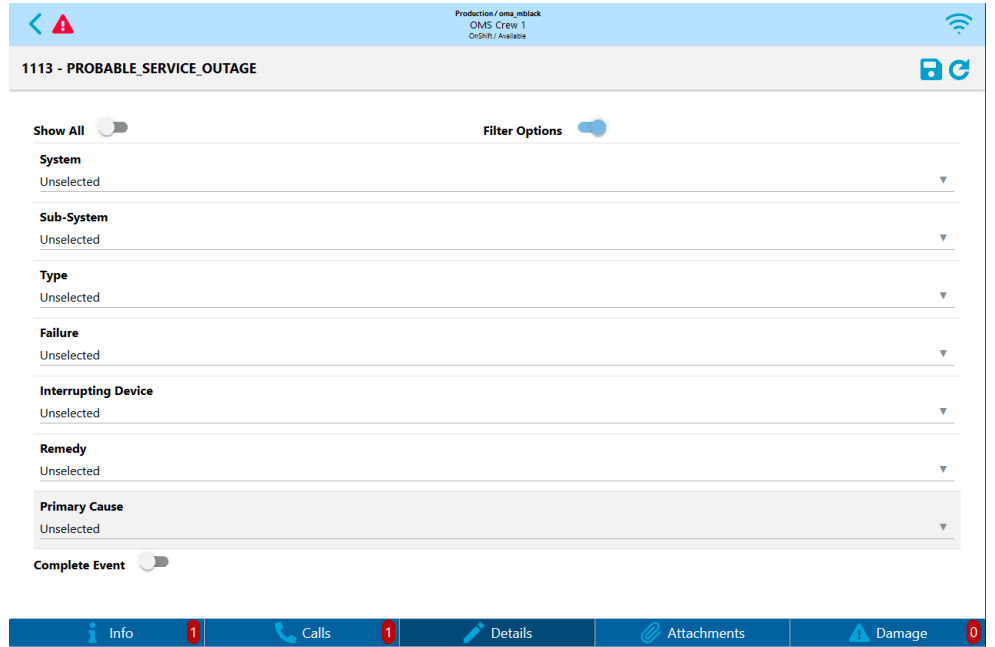 Production / oma_mblack
OMS Crew 1
OnShift / Available
1113 - PROBABLE_SERVICE_OUTAGE
Show All
Filter Options
System
Unselected
Sub-System
Unselected
Type
Unselected
Failure
Unselected
Interrupting Device
Unselected
Remedy
Unselected
Primary Cause
Unselected
Complete Event
Info 1 Calls 1 Details Attachments Damage 0